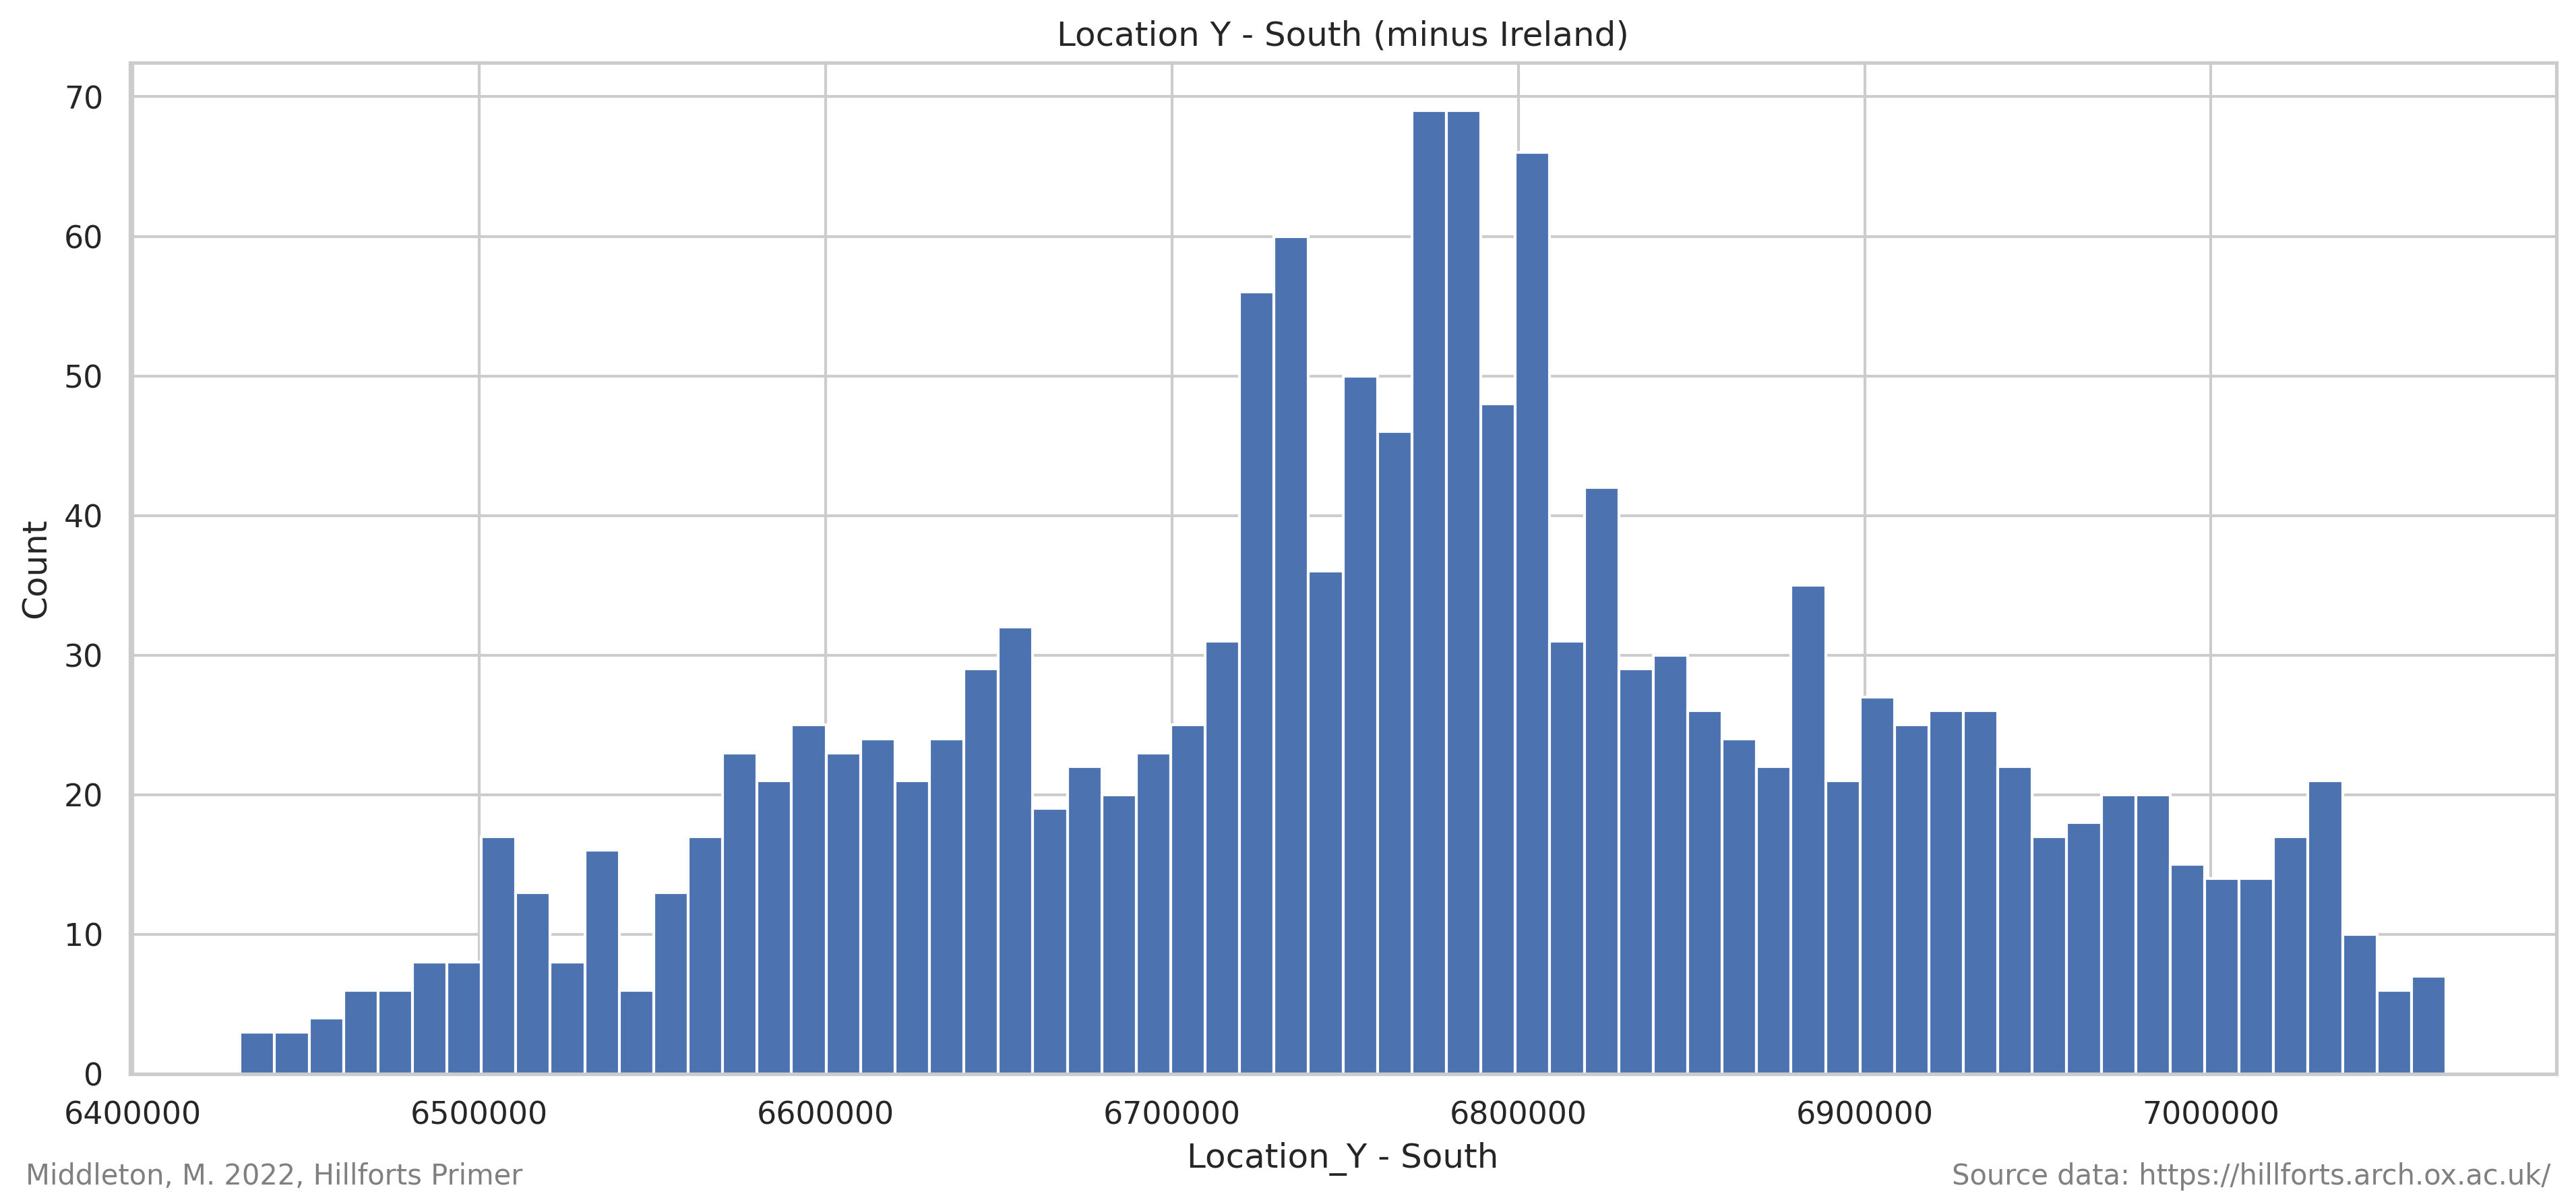 Location Y - South (minus Ireland)
70
60
50
40
30
20
10
0
Count
6400000 6500000 6600000 6700000 6800000 6900000 7000000
Location_Y - South
Middleton, M. 2022, Hillforts Primer
Source data: https://hillforts.arch.ox.ac.uk/